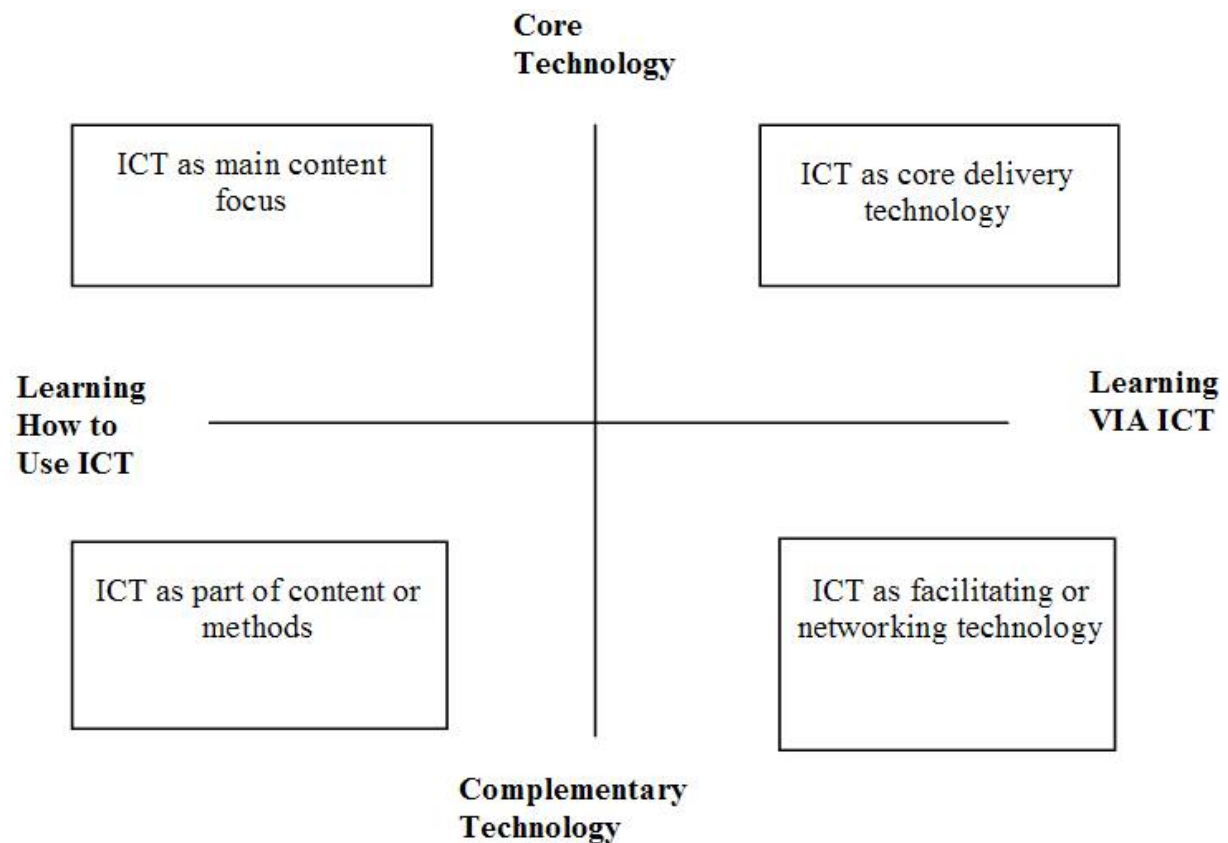 Core
Technology
ICT as main content
focus
ICT as core delivery
technology
Learning
How to
Use ICT
Learning
VIA ICT
ICT as part of content or
methods
ICT as facilitating or
networking technology
Complementary
Technology